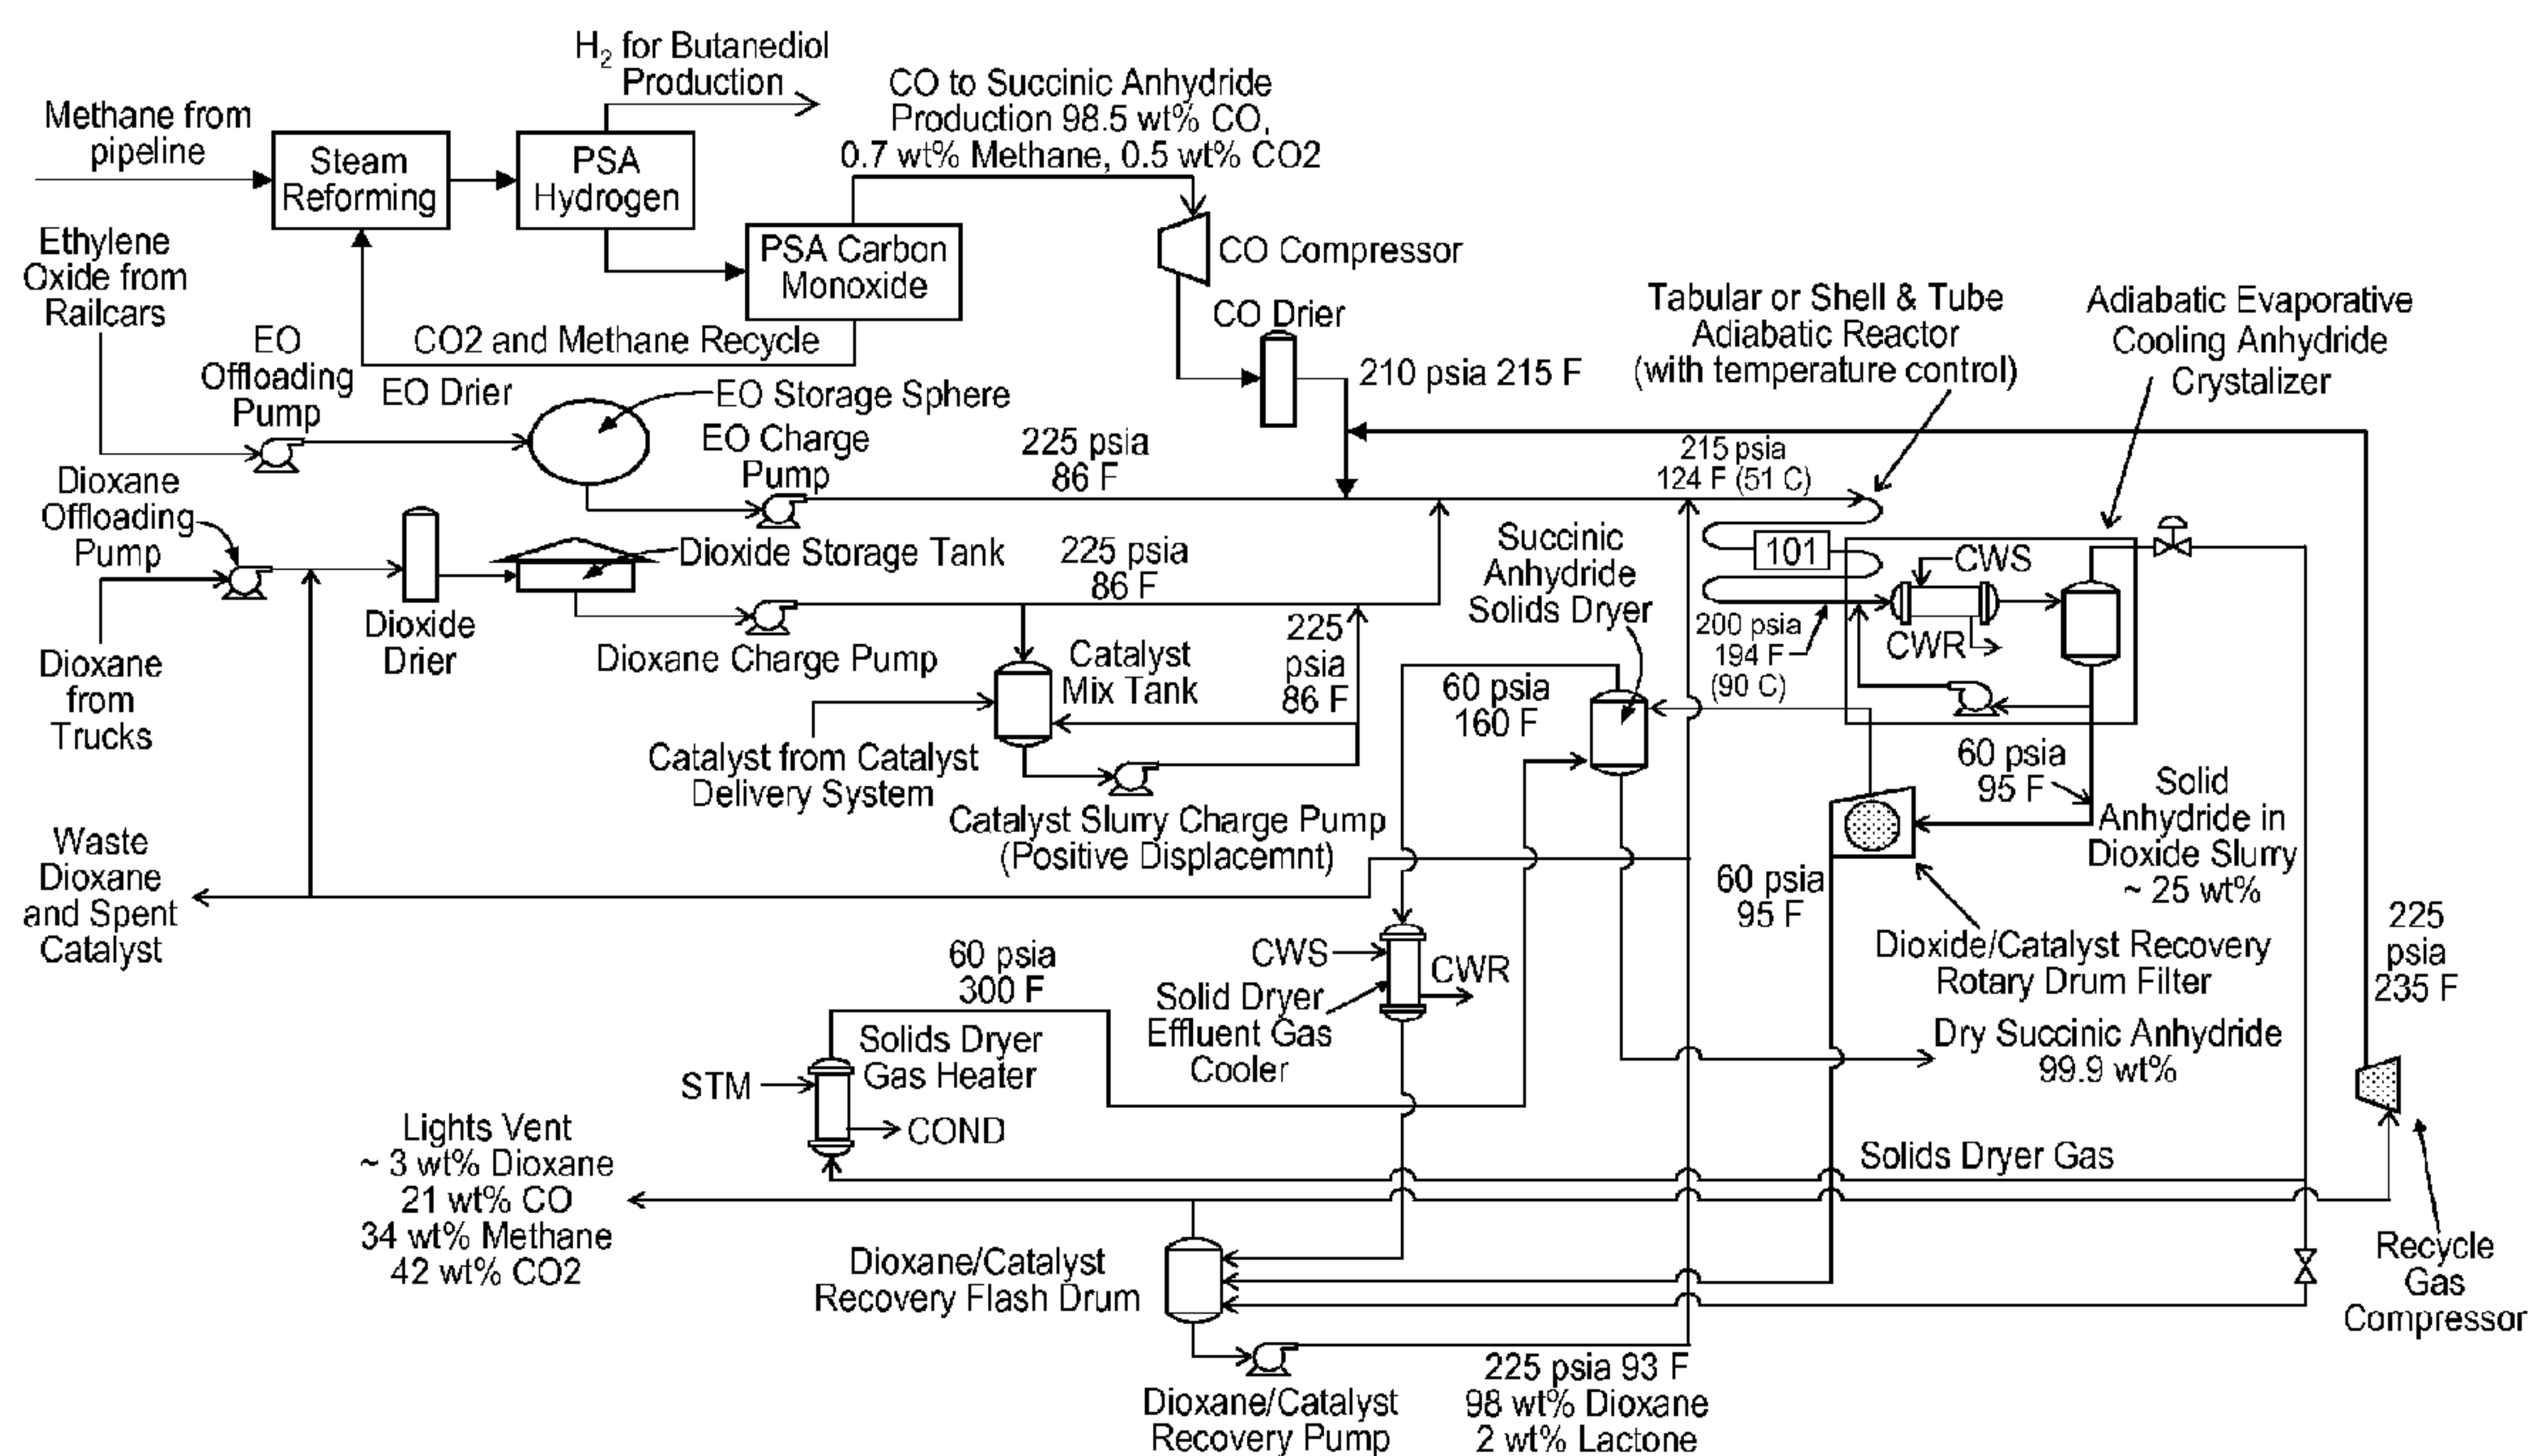 H2 for Butanediol
Production
CO to Succinic Anhydride
Production 98.5 wt% CO,
0.7 wt% Methane, 0.5 wt% CO2
Methane from
pipeline
Steam
Reforming
PSA
Hydrogen
PSA Carbon
Monoxide
CO2 and Methane Recycle
CO Compressor
CO Drier
210 psia 215 F
Tabular or Shell & Tube
Adiabatic Reactor
(with temperature control)
Adiabatic Evaporative
Cooling Anhydride
Crystalizer
Ethylene
Oxide from
Railcars
EO
Offloading
Pump
EO Drier
EO Storage Sphere
EO Charge
Pump
225 psia
86 F
215 psia
124 F (51 C)
Dioxane
Offloading
Pump
Dioxide Storage Tank
225 psia
86 F
Succinic
Anhydride
Solids Dryer
101
CWS
CWR
200 psia
194 F
(90 C)
Dioxane
from
Trucks
Dioxide
Drier
Dioxane Charge Pump
Catalyst
Mix Tank
225
psia
86 F
60 psia
160 F
Catalyst from Catalyst
Delivery System
Catalyst Slurry Charge Pump
(Positive Displacemnt)
60 psia
95 F
Solid
Anhydride in
Dioxide Slurry
~ 25 wt%
Waste
Dioxane
and Spent
Catalyst
60 psia
95 F
Dioxide/Catalyst Recovery
Rotary Drum Filter
225
psia
235 F
60 psia
300 F
CWS
CWR
Solid Dryer
Effluent Gas
Cooler
Dry Succinic Anhydride
99.9 wt%
Solids Dryer
Gas Heater
STM
COND
Lights Vent
~ 3 wt% Dioxane
21 wt% CO
34 wt% Methane
42 wt% CO2
Solids Dryer Gas
Dioxane/Catalyst
Recovery Flash Drum
Recycle
Gas
Compressor
Dioxane/Catalyst
Recovery Pump
225 psia 93 F
98 wt% Dioxane
2 wt% Lactone